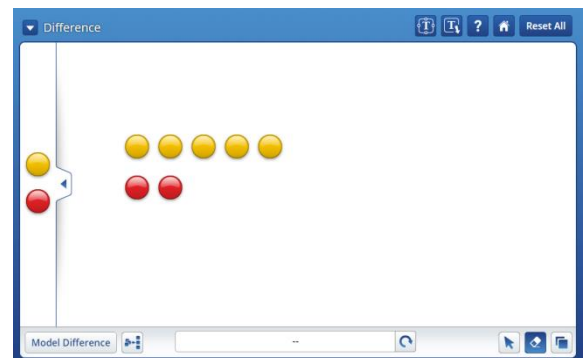 Difference
T T ? Reset All
Model Difference --